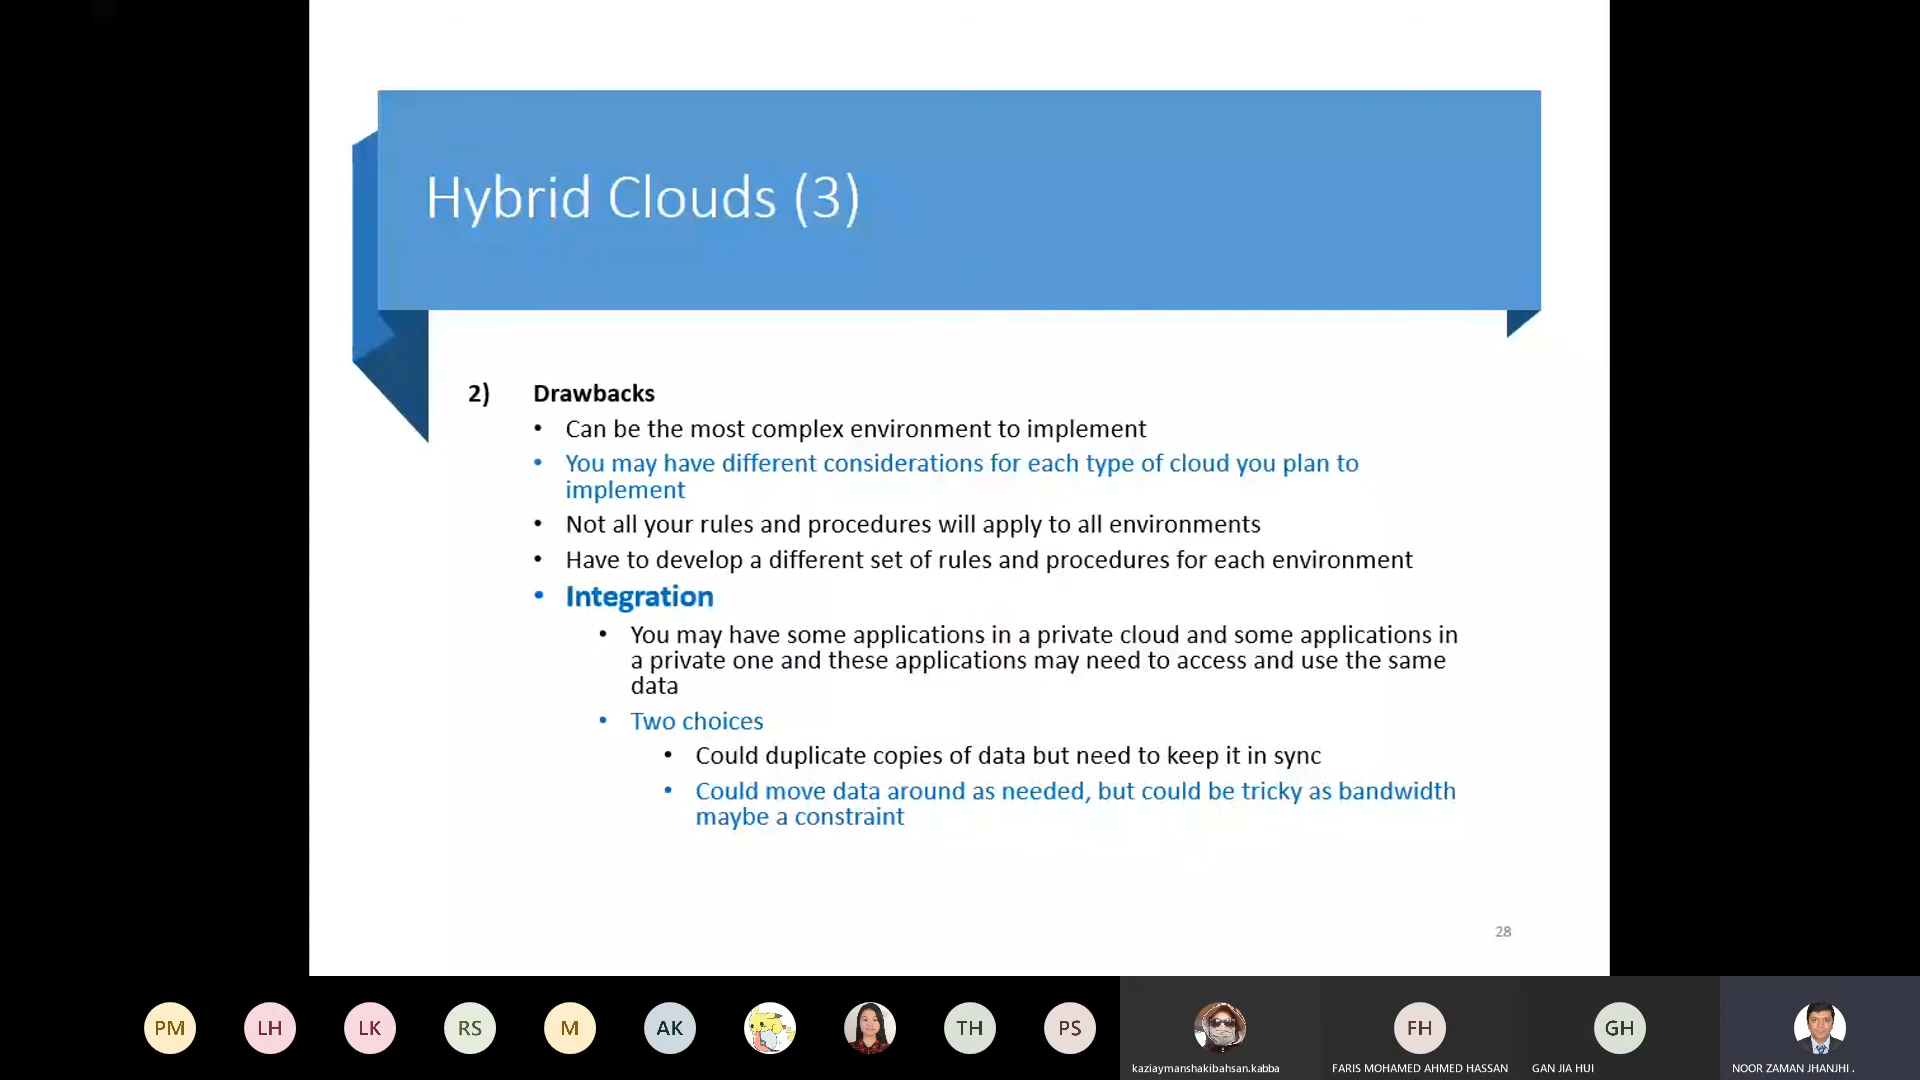 Hybrid Clouds (3)
2) Drawbacks
• Can be the most complex environment to implement
• You may have different considerations for each type of cloud you plan to
implement
• Not all your rules and procedures will apply to all environments
• Have to develop a different set of rules and procedures for each environment
• Integration
• You may have some applications in a private cloud and some applications in
a private one and these applications may need to access and use the same
data
• Two choices
• Could duplicate copies of data but need to keep it in sync
• Could move data around as needed, but could be tricky as bandwidth
maybe a constraint
28
PM LH LK RS M AK TH PS FH GH
kaziaymanshakibahsan.kabba FARIS MOHAMED AHMED HASSAN GAN JIA HUI NOOR ZAMAN JHANJHI .